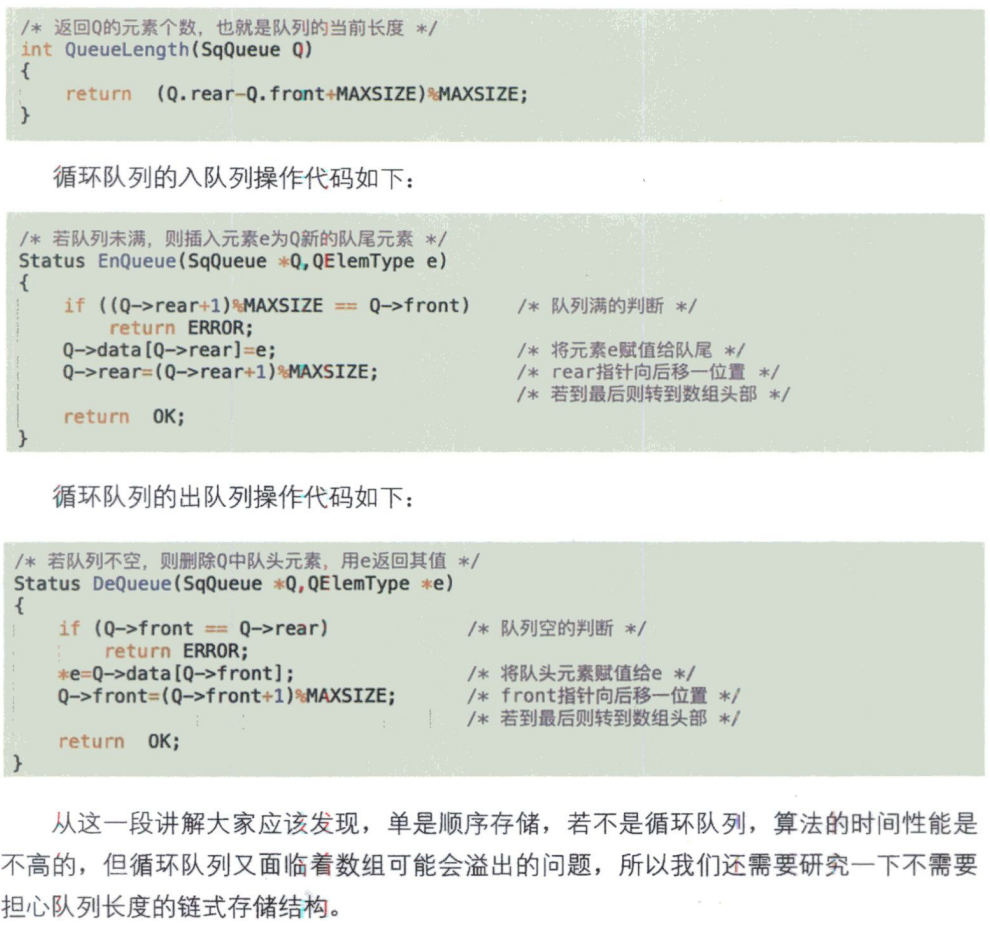 /* 返回Q的元素个数，也就是队列的当前长度 */
int QueueLength(SqQueue Q)
{
return  (Q.rear-Q.front+MAXSIZE)%MAXSIZE;
}
循环队列的入队列操作代码如下：
/* 若队列未满，则插入元素e为Q新的队尾元素 */
Status EnQueue(SqQueue *Q,QElemType e)
{
if ((Q->rear+1)%MAXSIZE == Q->front) /* 队列满的判断 */
return ERROR;
Q->data[Q->rear]=e; /* 将元素e赋值给队尾 */
Q->rear=(Q->rear+1)%MAXSIZE; /* rear指针向后移一位置 */
/* 若到最后则转到数组头部 */
return  OK;
}
循环队列的出队列操作代码如下：
/* 若队列不空，则删除Q中队头元素，用e返回其值 */
Status DeQueue(SqQueue *Q,QElemType *e)
{
if (Q->front == Q->rear) /* 队列空的判断 */
return ERROR;
*e=Q->data[Q->front]; /* 将队头元素赋值给e */
Q->front=(Q->front+1)%MAXSIZE; /* front指针向后移一位置 */
/* 若到最后则转到数组头部 */
return  OK;
}
从这一段讲解大家应该发现，单是顺序存储，若不是循环队列，算法的时间性能是
不高的，但循环队列又面临着数组可能会溢出的问题，所以我们还需要研究一下不需要
担心队列长度的链式存储结构。